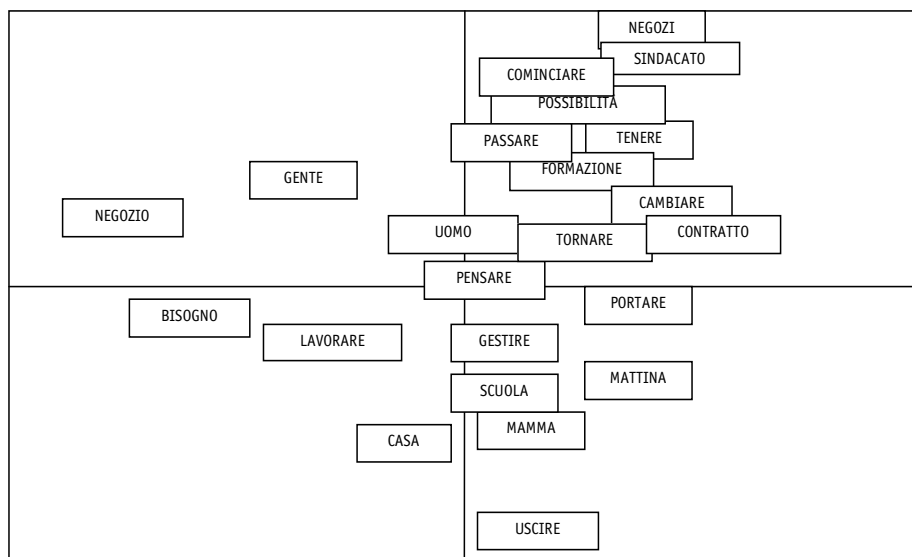 NEGOZI
SINDACATO
COMINCIARE
POSSIBILITÀ
PASSARE
TENERE
FORMAZIONE
GENTE
CAMBIARE
NEGOZIO
UOMO
TORNARE
CONTRATTO
PENSARE
PORTARE
BISOGNO
LAVORARE
GESTIRE
MATTINA
SCUOLA
MAMMA
CASA
USCIRE